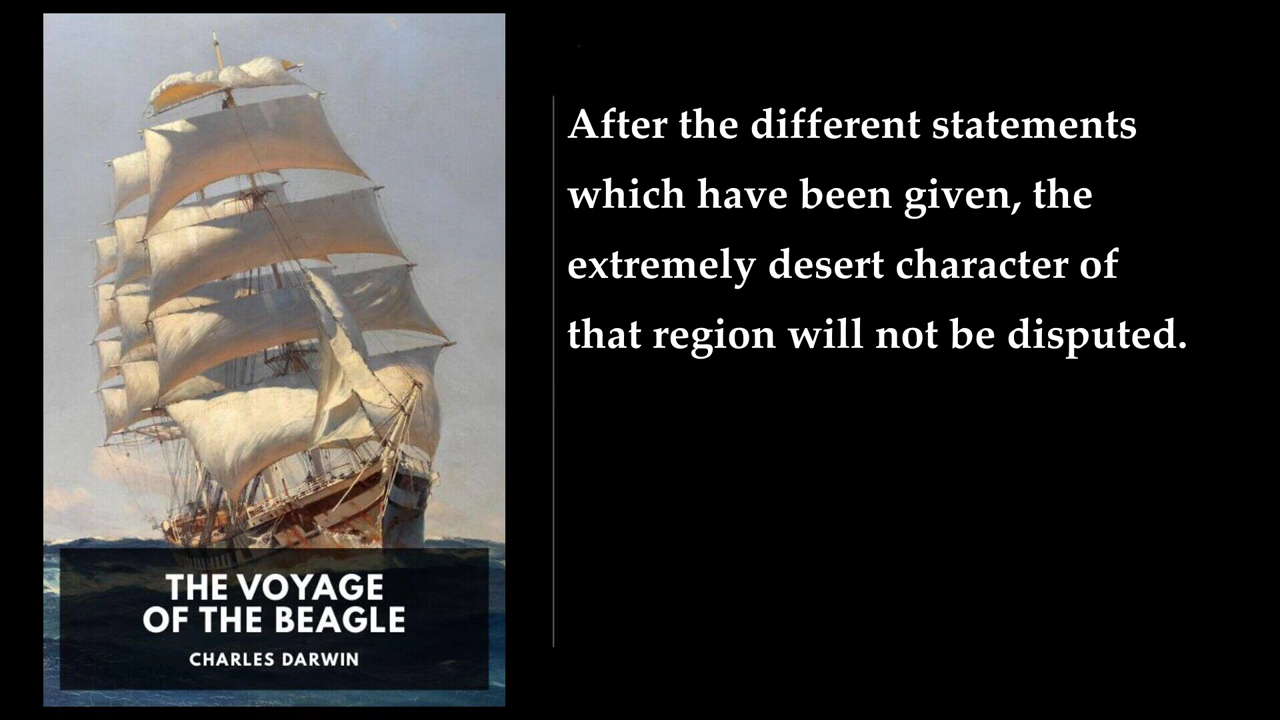 THE VOYAGE
OF THE BEAGLE
CHARLES DARWIN
After the different statements
which have been given, the
extremely desert character of
that region will not be disputed.